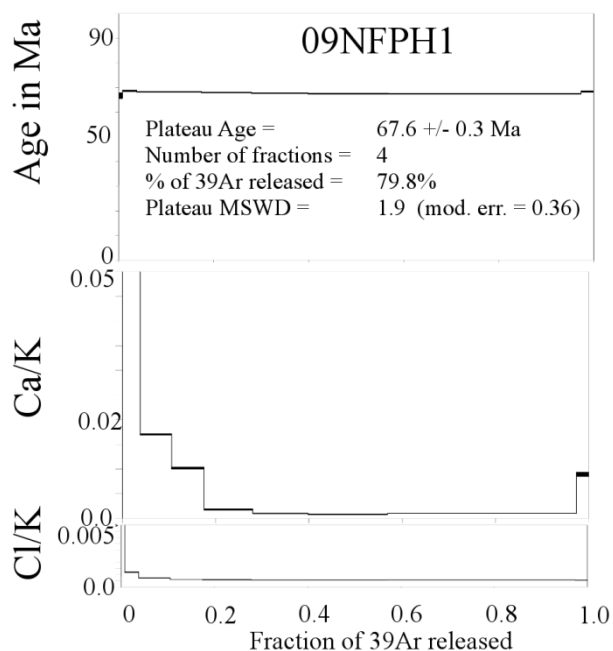 09NFPH1
Age in Ma
90
50
0
Plateau Age = 67.6 +/- 0.3 Ma
Number of fractions = 4
% of 39Ar released = 79.8%
Plateau MSWD = 1.9 (mod. err. = 0.36)
Ca/K
0.05
0.02
0.0
Cl/K
0.005
0.0
0 0.2 0.4 0.6 0.8 1.0
Fraction of 39Ar released